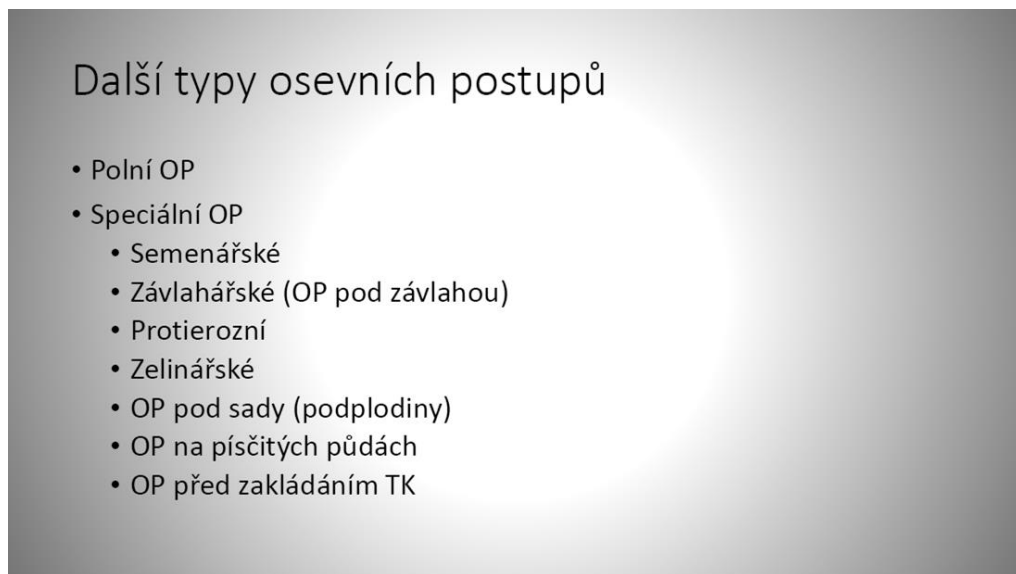 Další typy osevních postupů
• Polní OP
• Speciální OP
• Semenářské
• Závlahářské (OP pod závlahou)
• Protierozní
• Zelinářské
• OP pod sady (podplodiny)
• OP na písčitých půdách
• OP před zakládáním TK